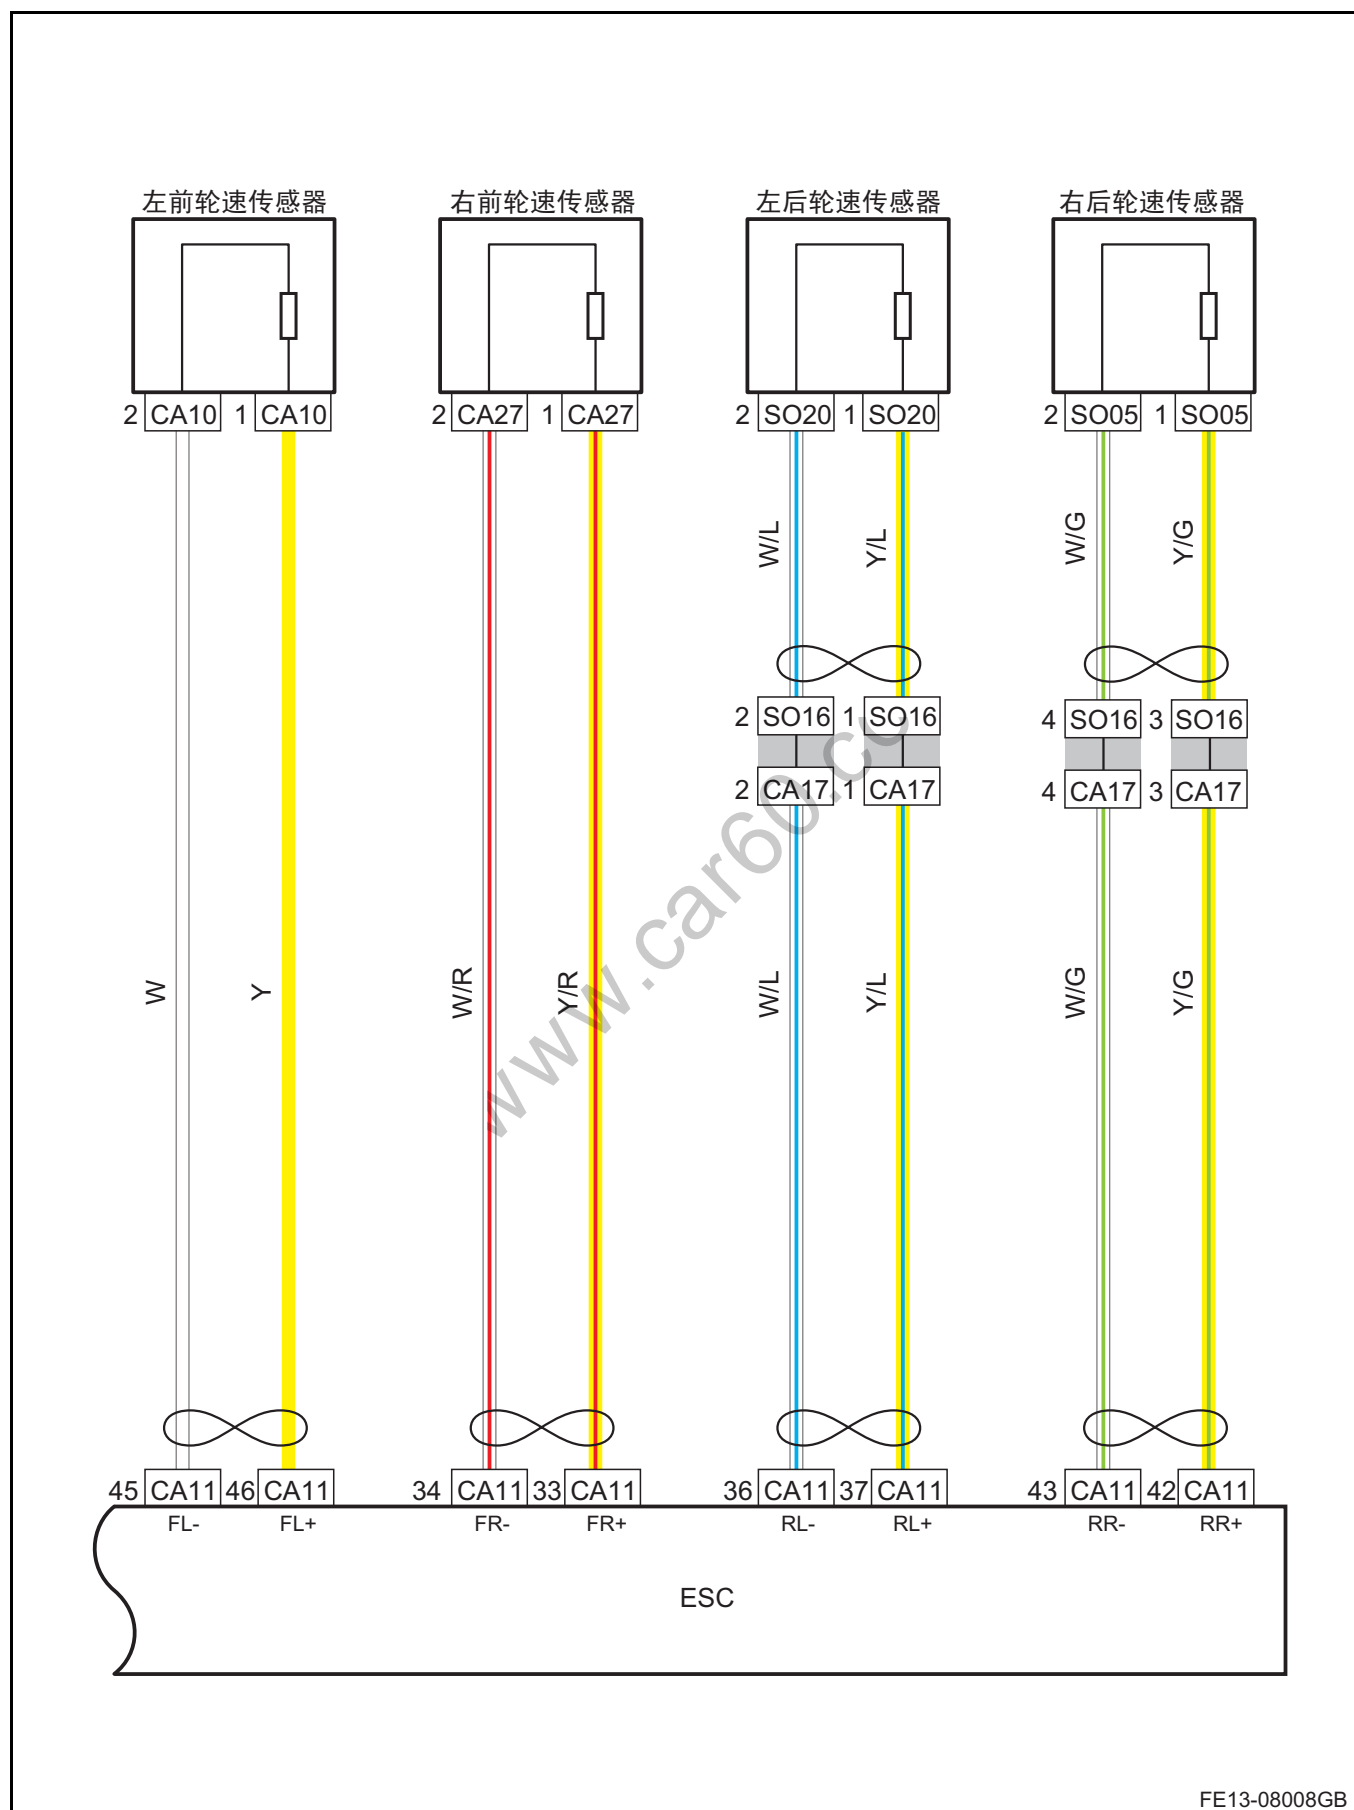 左前轮速传感器 右前轮速传感器 左后轮速传感器 右后轮速传感器
2 CA10 1 CA10 2 CA27 1 CA27 2 SO20 1 SO20 2 SO05 1 SO05
W/L Y/L W/G Y/G
2 SO16 1 SO16 4 SO16 3 SO16
2 CA17 1 CA17 4 CA17 3 CA17
www.car60.co
W Y W/R Y/R W/L Y/L W/G Y/G
45 CA11 46 CA11 34 CA11 33 CA11 36 CA11 37 CA11 43 CA11 42 CA11
FL- FL+ FR- FR+ RL- RL+ RR- RR+
ESC
FE13-08008GB